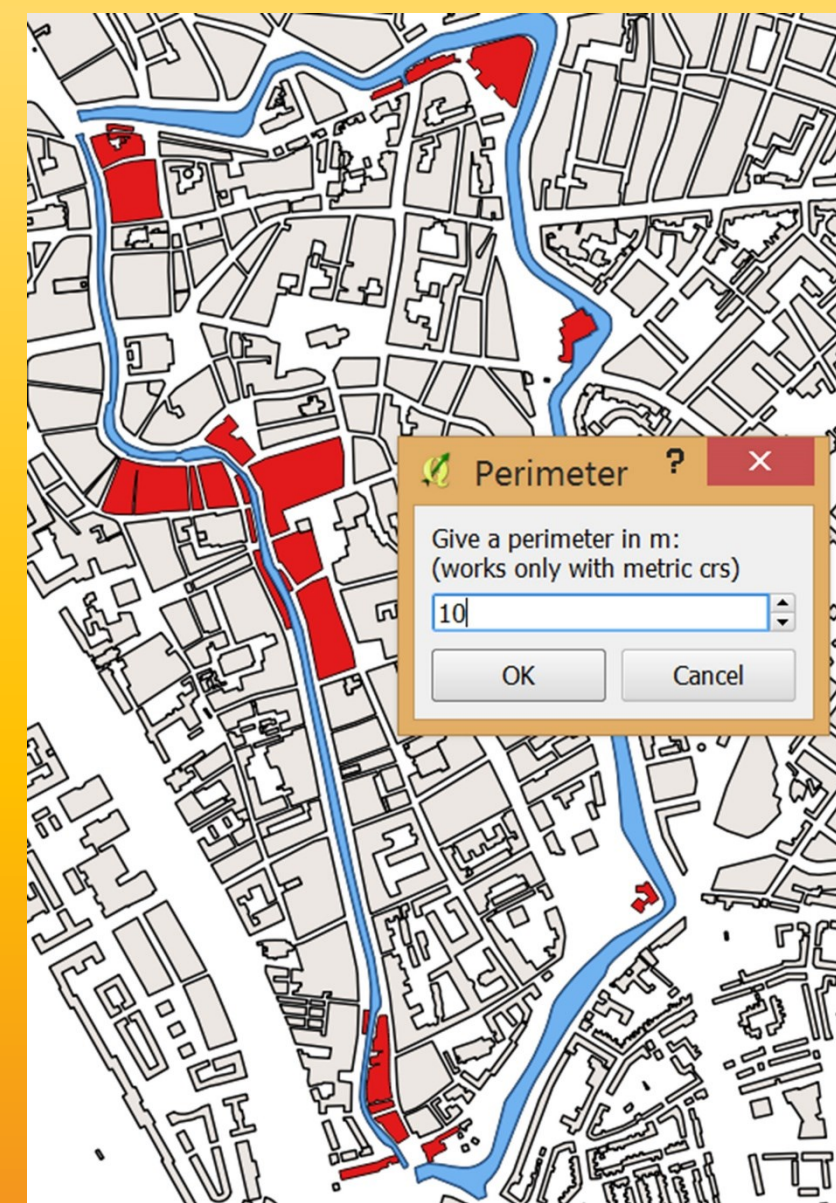 Perimeter ? ×
Give a perimeter in m:
(works only with metric crs)
10
OK Cancel